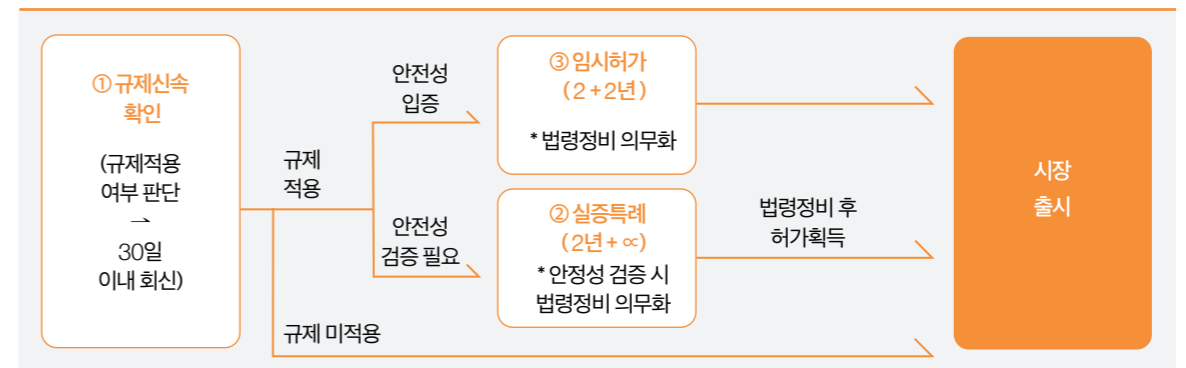 ① 규제신속
확인
(규제적용
여부 판단
→
30일
이내 회신)
규제
적용
안전성
입증
안전성
검증 필요
규제 미적용
③ 임시허가
(2+2년)
* 법령정비 의무화
② 실증특례
(2년+∝)
* 안정성 검증 시
법령정비 의무화
법령정비 후
허가획득
시장
출시